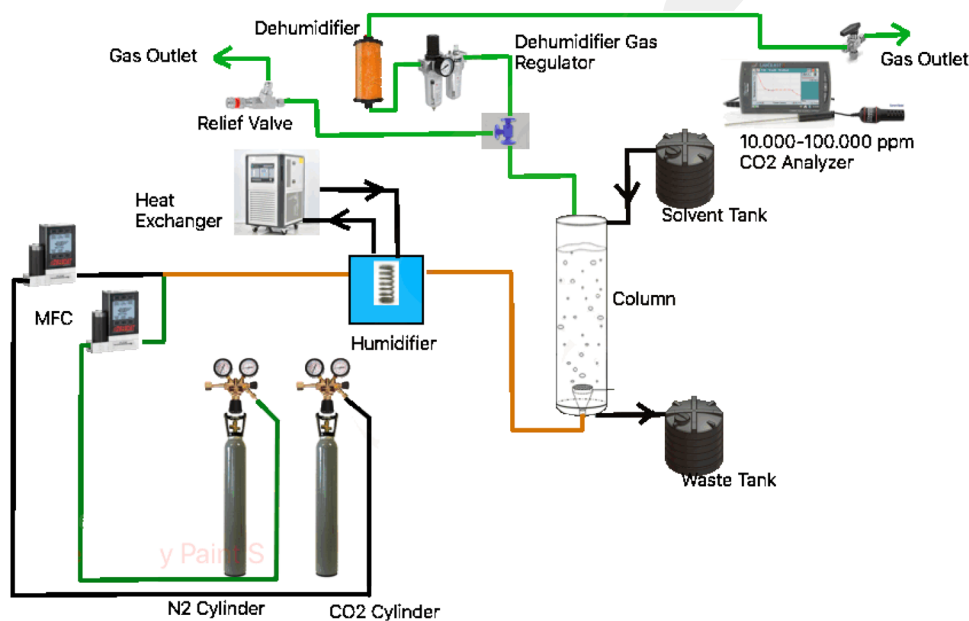 Dehumidifier
Gas Outlet
Dehumidifier Gas
Regulator
Gas Outlet
Relief Valve
10.000-100.000 ppm
CO2 Analyzer
Heat
Exchanger
Solvent Tank
MFC
Column
Humidifier
Waste Tank
y Paint S
N2 Cylinder
CO2 Cylinder